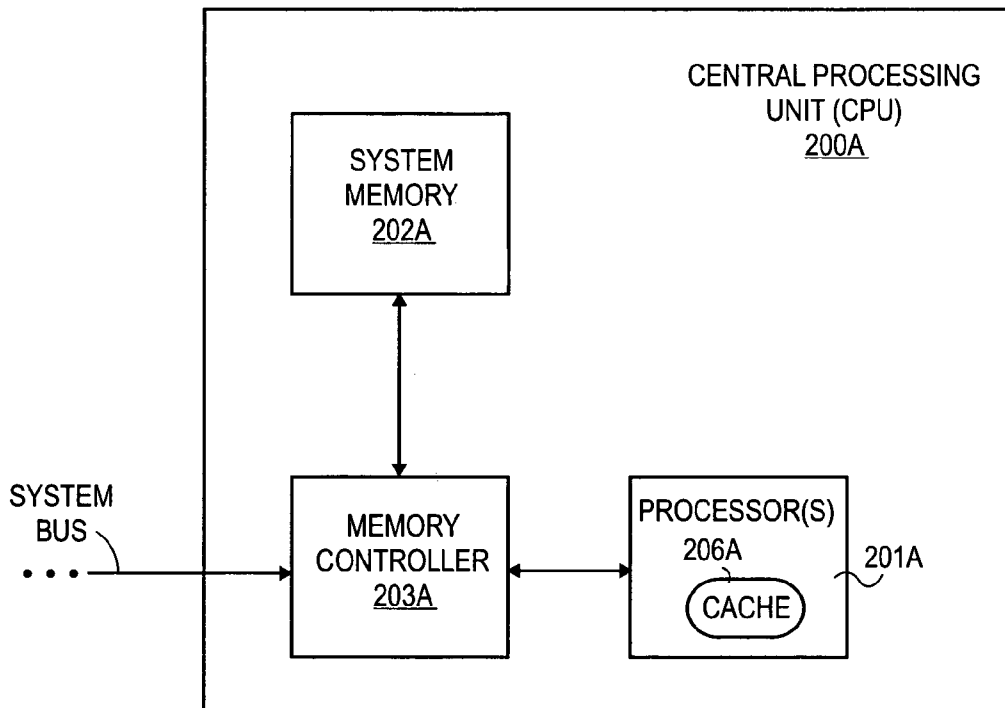 CENTRAL PROCESSING
UNIT (CPU)
200A
SYSTEM
MEMORY
202A
SYSTEM
BUS
MEMORY
CONTROLLER
203A
PROCESSOR(S)
206A
CACHE
201A